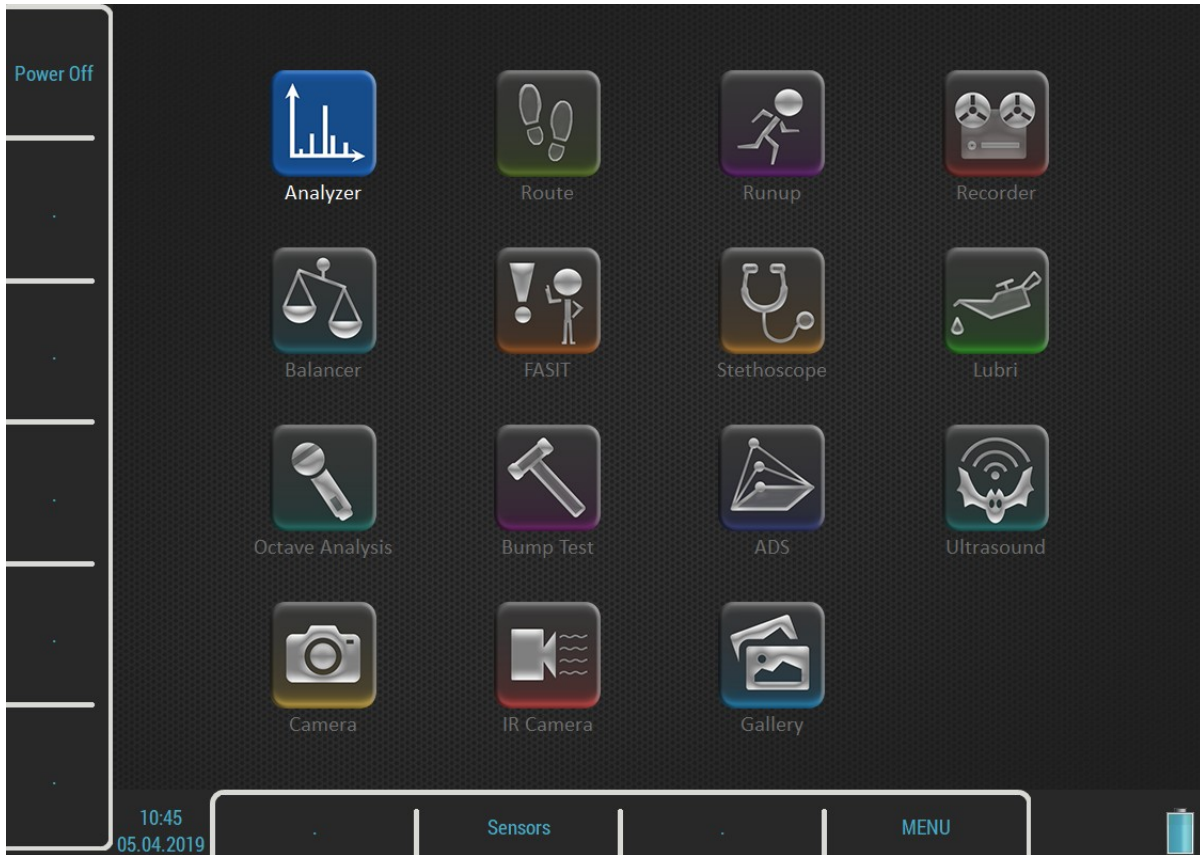 Power Off
Analyzer
Route
Runup
Recorder
Balancer
FASIT
Stethoscope
Lubri
Octave Analysis
Bump Test
ADS
Ultrasound
Camera
IR Camera
Gallery
.
.
.
.
.
10:45
05.04.2019
.
Sensors
.
MENU